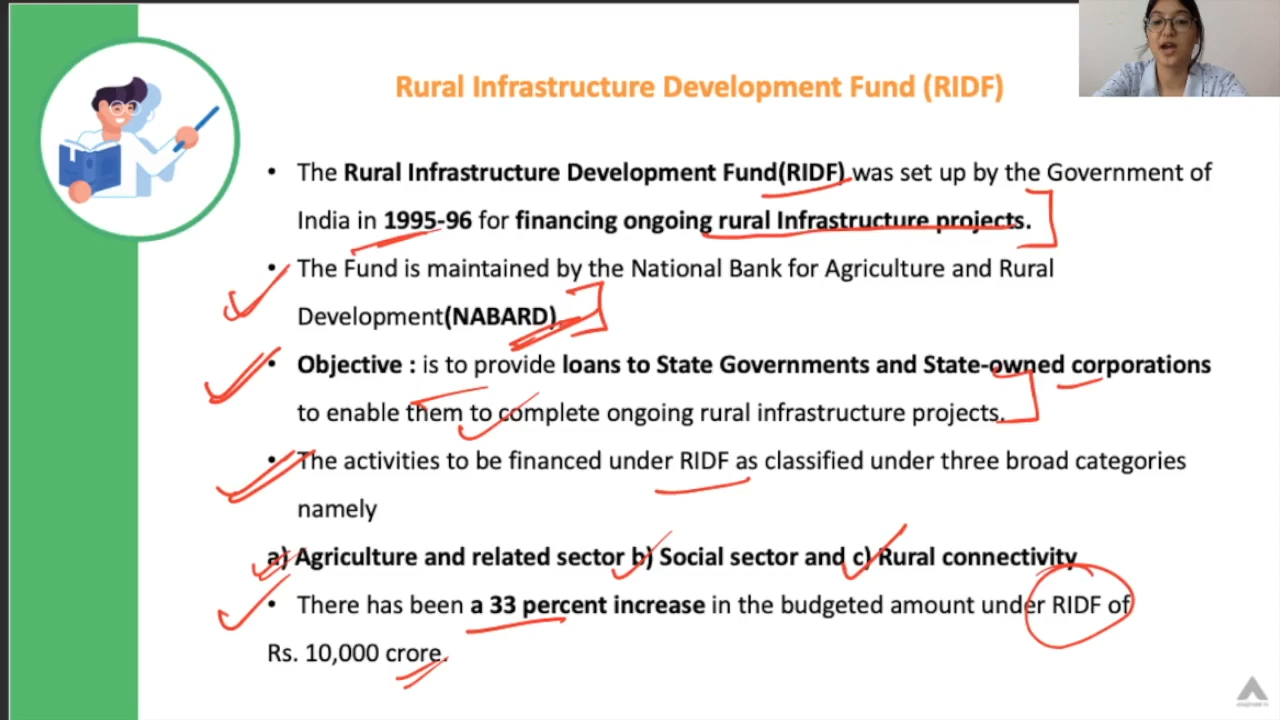 Rural Infrastructure Development Fund (RIDF)
• The Rural Infrastructure Development Fund(RIDF) was set up by the Government of
India in 1995-96 for financing ongoing rural Infrastructure projects.
• The Fund is maintained by the National Bank for Agriculture and Rural
Development(NABARD).
• Objective : is to provide loans to State Governments and State-owned corporations
to enable them to complete ongoing rural infrastructure projects.
• The activities to be financed under RIDF as classified under three broad categories
namely
a) Agriculture and related sector b) Social sector and c) Rural connectivity
• There has been a 33 percent increase in the budgeted amount under RIDF of
Rs. 10,000 crore.